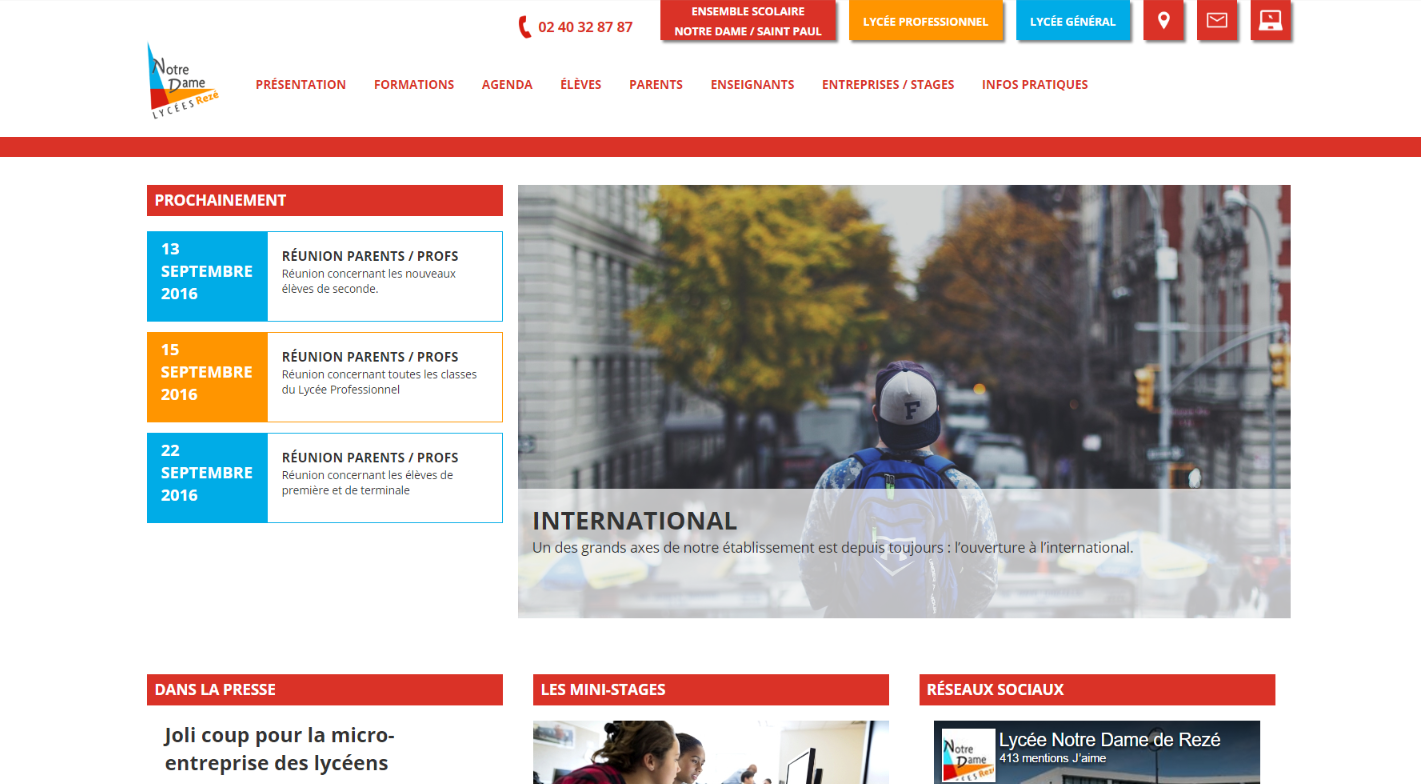 02 40 32 87 87
ENSEMBLE SCOLAIRE
NOTRE DAME / SAINT PAUL
LYCÉE PROFESSIONNEL
LYCÉE GÉNÉRAL
Notre
Dame
LYCÉES Rezé
PRÉSENTATION
FORMATIONS
AGENDA
ÉLÈVES
PARENTS
ENSEIGNANTS
ENTREPRISES / STAGES
INFOS PRATIQUES
PROCHAINEMENT
13
SEPTEMBRE
2016
RÉUNION PARENTS / PROFS
Réunion concernant les nouveaux
élèves de seconde.
15
SEPTEMBRE
2016
RÉUNION PARENTS / PROFS
Réunion concernant toutes les classes
du Lycée Professionnel
22
SEPTEMBRE
2016
RÉUNION PARENTS / PROFS
Réunion concernant les élèves de
première et de terminale
F
INTERNATIONAL
Un des grands axes de notre établissement est depuis toujours : l’ouverture à l’international.
DANS LA PRESSE
Joli coup pour la micro-
entreprise des lycéens
LES MINI-STAGES
RÉSEAUX SOCIAUX
Notre
Dame
Lycée Notre Dame de Rezé
413 mentions J’aime